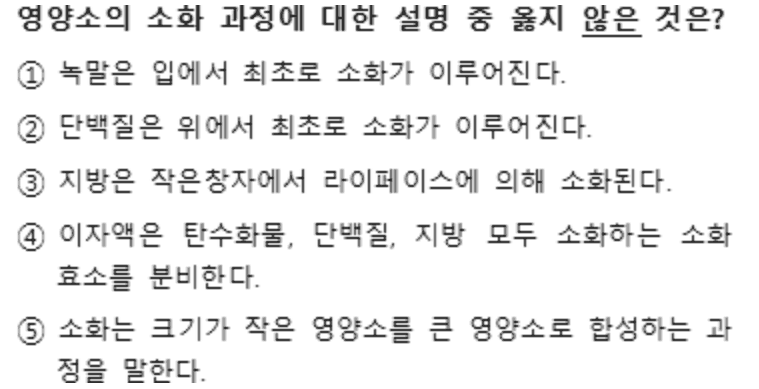 영양소의 소화 과정에 대한 설명 중 옳지 않은 것은?
① 녹말은 입에서 최초로 소화가 이루어진다.
② 단백질은 위에서 최초로 소화가 이루어진다.
③ 지방은 작은창자에서 라이페이스에 의해 소화된다.
④ 이자액은 탄수화물, 단백질, 지방 모두 소화하는 소화
효소를 분비한다.
⑤ 소화는 크기가 작은 영양소를 큰 영양소로 합성하는 과
정을 말한다.